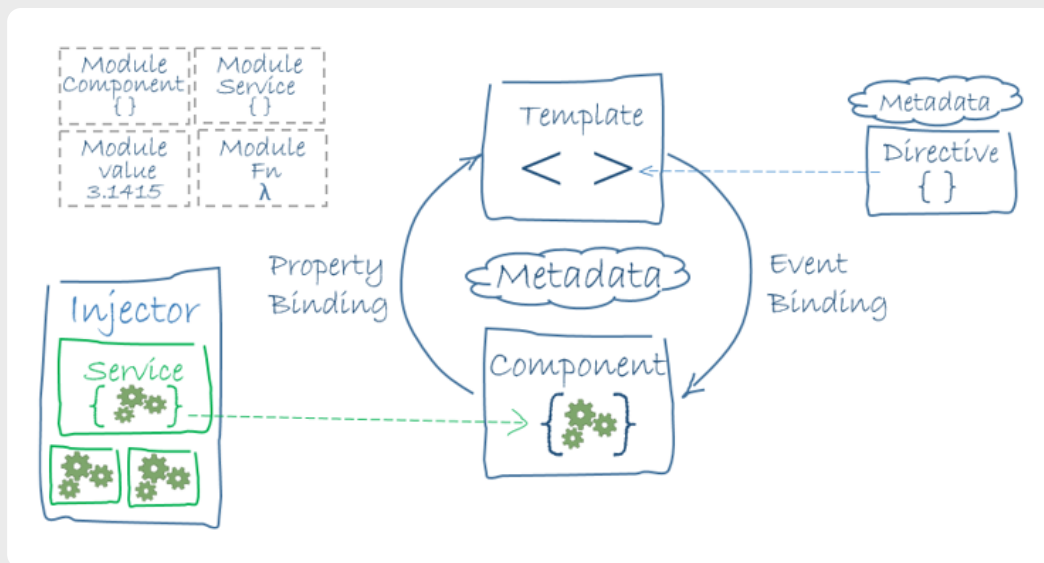 Module
Component
{ }
Module
Service
{ }
Module
value
3.1415
Module
Fn
λ
Template
< >
Metadata
Directive
{ }
Property
Binding
Metadata
Event
Binding
Injector
Service
{ }
Component
{ }